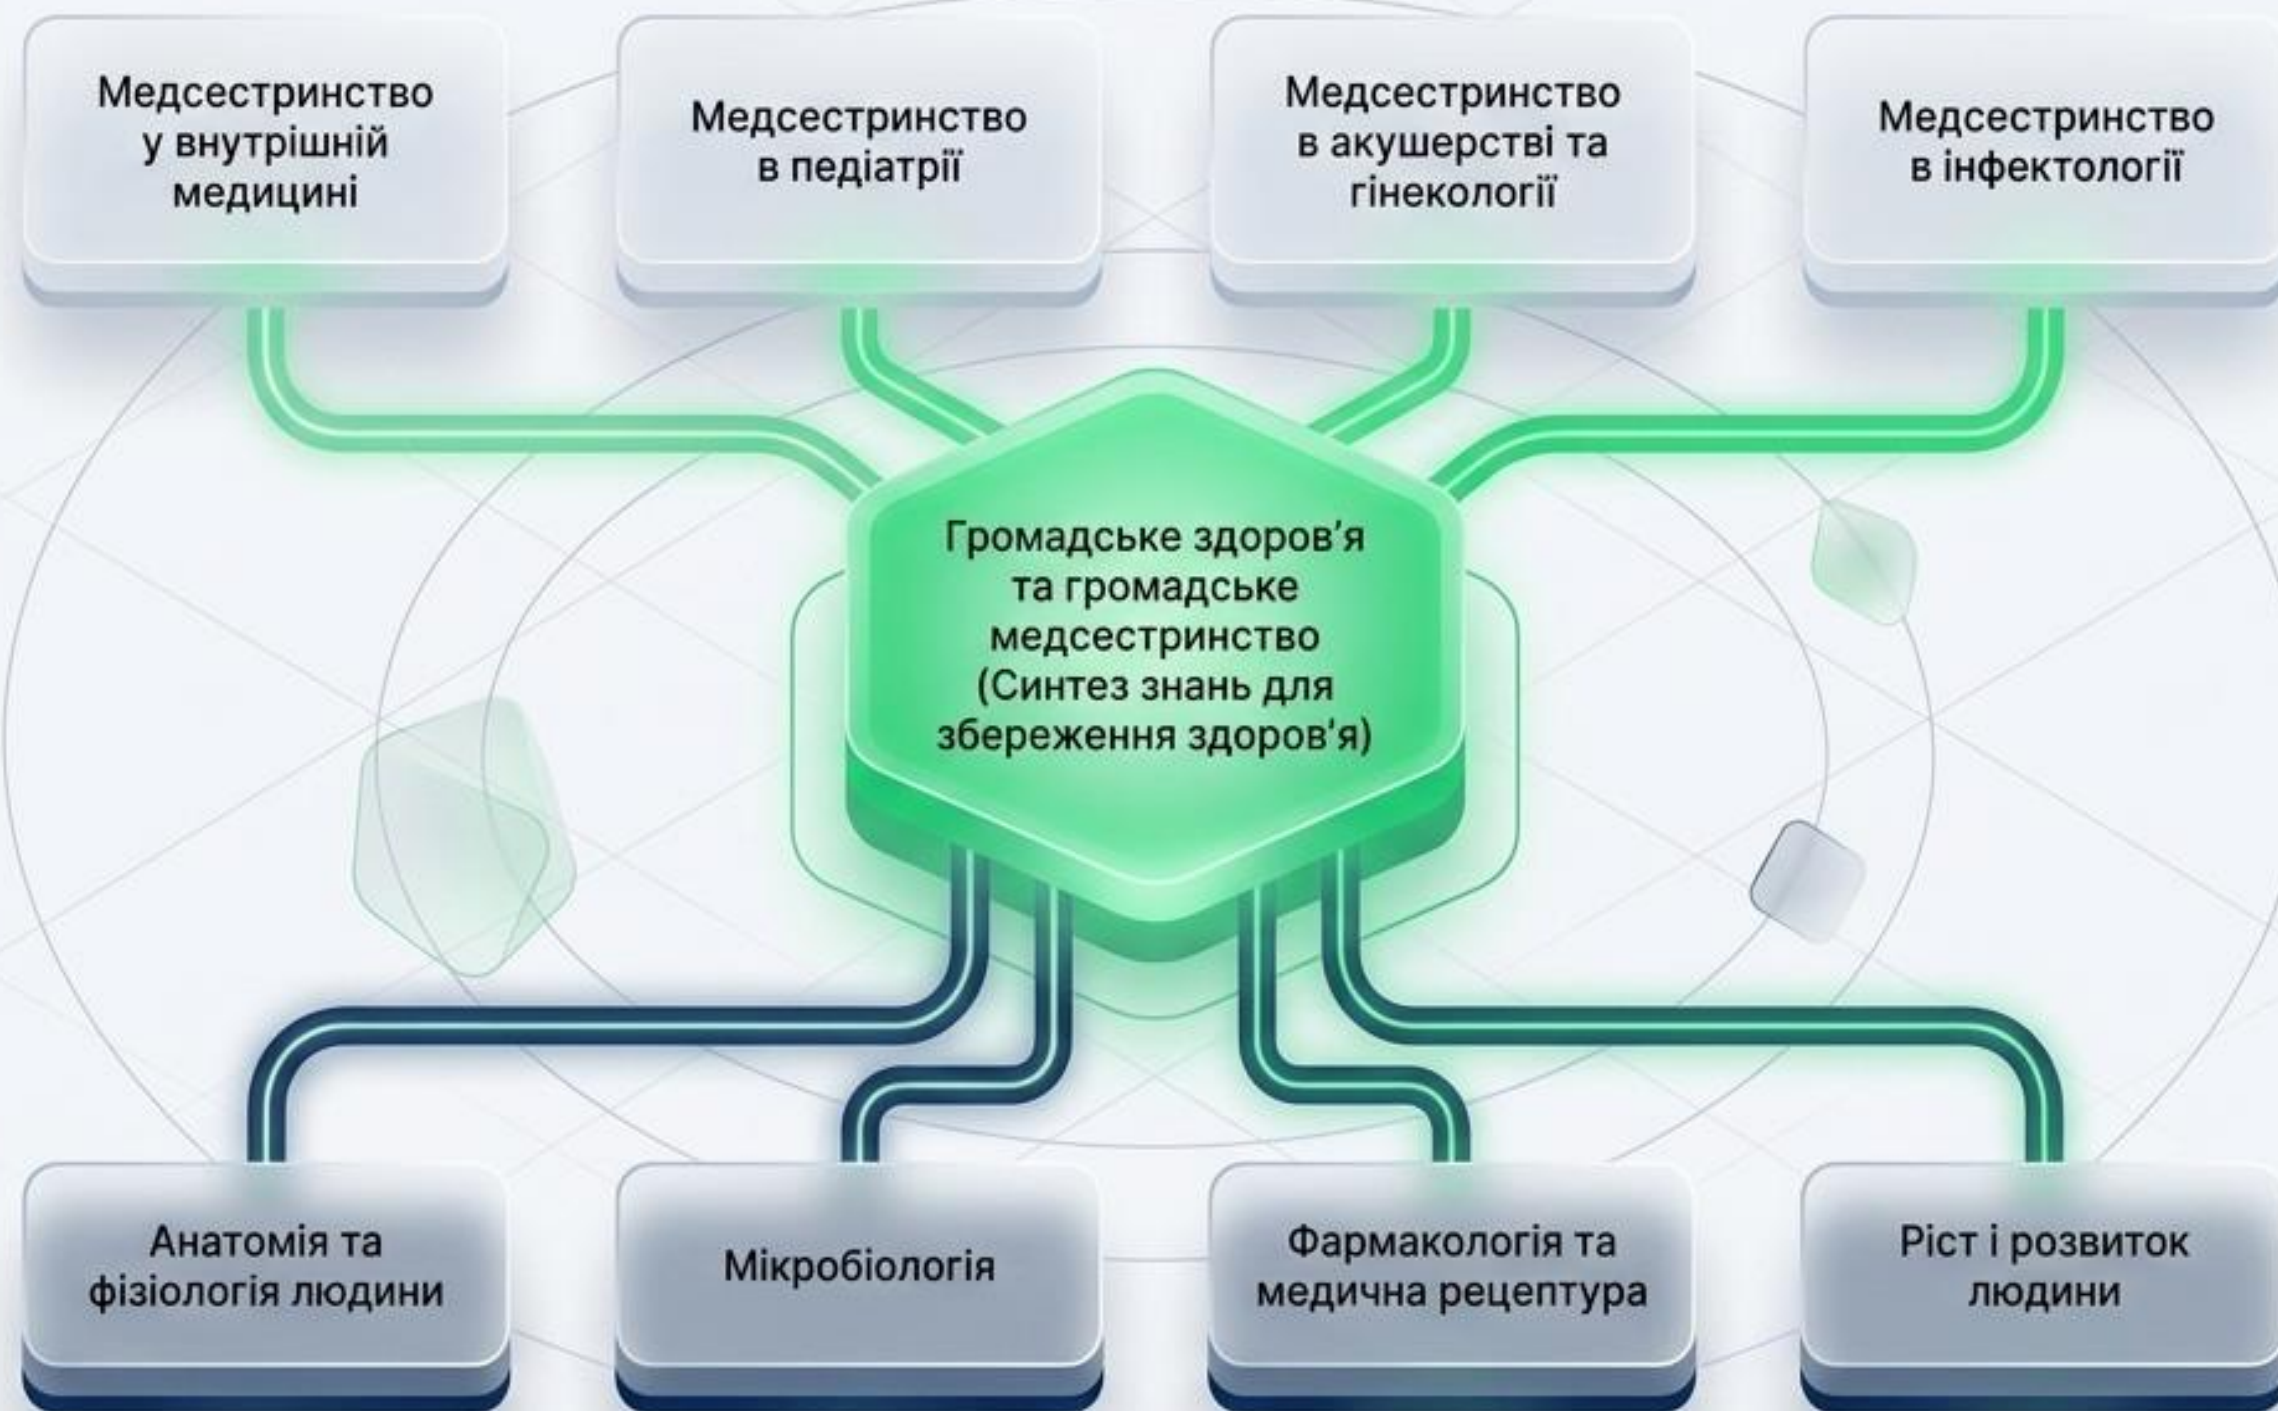 Медсестринство
у внутрішній
медицині
Медсестринство
в педіатрії
Медсестринство
в акушерстві та
гінекології
Медсестринство
в інфектології
Громадське здоров'я
та громадське
медсестринство
(Синтез знань для
збереження здоров'я)
Анатомія та
фізіологія людини
Мікробіологія
Фармакологія та
медична рецептура
Ріст і розвиток
людини